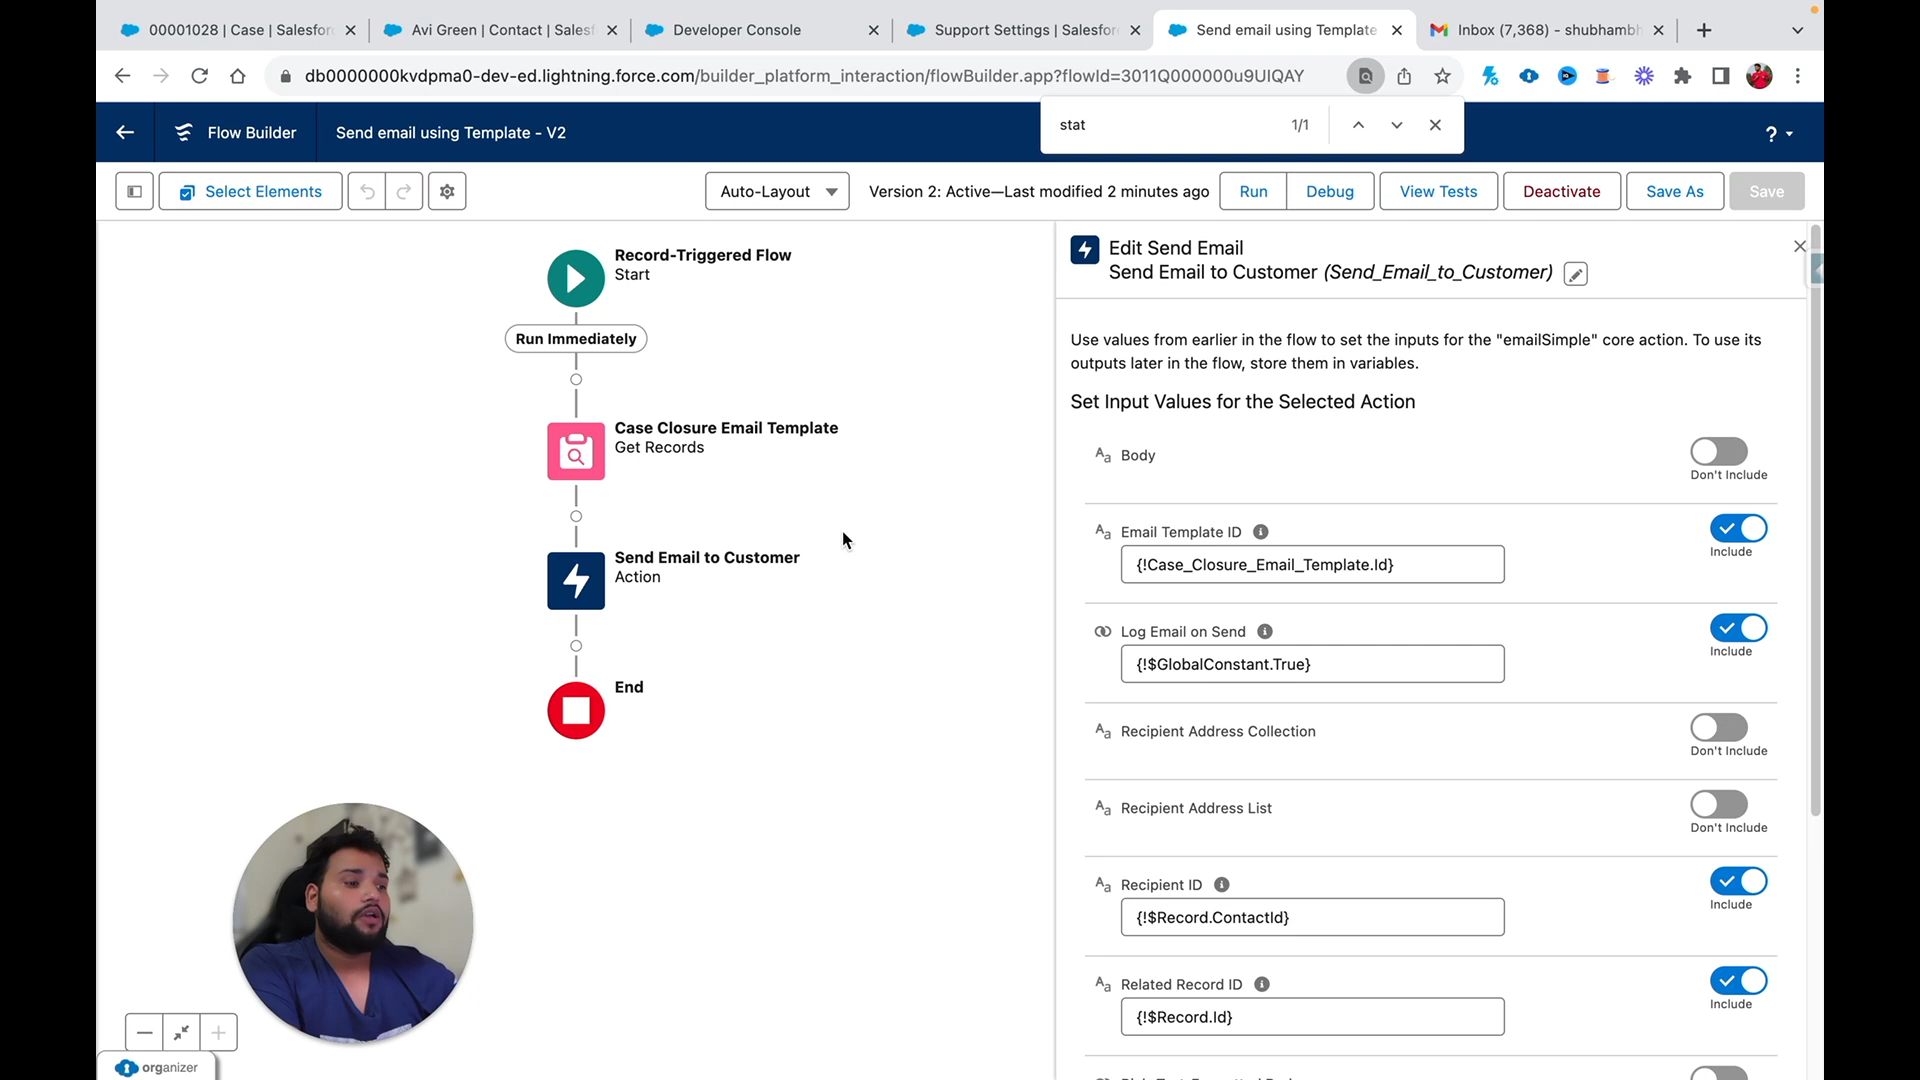 00001028 | Case | Salesfor
Avi Green | Contact | Salesf
Developer Console
Support Settings | Salesfor
Send email using Template
Inbox (7,368) - shubhambh
db0000000kvdpma0-dev-ed.lightning.force.com/builder_platform_interaction/flowBuilder.app?flowId=3011Q000000u9UIQAY
stat
1/1
Flow Builder
Send email using Template - V2
?
Select Elements
Auto-Layout
Version 2: Active—Last modified 2 minutes ago
Run
Debug
View Tests
Deactivate
Save As
Save
Record-Triggered Flow
Start
Run Immediately
Case Closure Email Template
Get Records
Send Email to Customer
Action
End
Edit Send Email
Send Email to Customer (Send_Email_to_Customer)
Use values from earlier in the flow to set the inputs for the "emailSimple" core action. To use its
outputs later in the flow, store them in variables.
Set Input Values for the Selected Action
Aa Body
Don't Include
Aa Email Template ID
{!Case_Closure_Email_Template.Id}
Include
Log Email on Send
{!$GlobalConstant.True}
Include
Aa Recipient Address Collection
Don't Include
Aa Recipient Address List
Don't Include
Aa Recipient ID
{!$Record.ContactId}
Include
Aa Related Record ID
{!$Record.Id}
Include
organizer